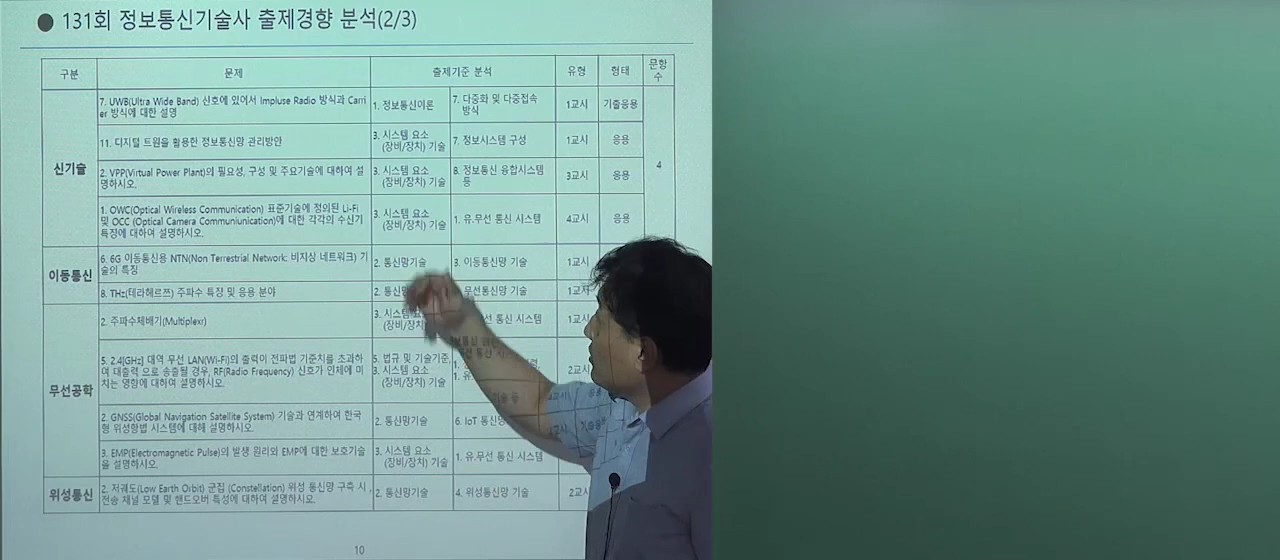 ● 131회 정보통신기술사 출제경향 분석(2/3)
구분 문제 출제기준 분석 유형 형태 문항
수
신기술
7. UWB(Ultra Wide Band) 신호에 있어서 Impluse Radio 방식과 Carri
er 방식에 대한 설명
1. 정보통신이론
7. 다중화 및 다중접속
방식
1교시 기출응용
11. 디지털 트윈을 활용한 정보통신망 관리방안
3. 시스템 요소
(장비/장치) 기술
7. 정보시스템 구성
1교시 응용
4
2. VPP(Virtual Power Plant)의 필요성, 구성 및 주요기술에 대하여 설
명하시오.
3. 시스템 요소
(장비/장치) 기술
8. 정보통신 융합시스템
등
3교시 응용
1. OWC(Optical Wireless Communication) 표준기술에 정의된 Li-Fi
및 OCC (Optical Camera Communiunication)에 대한 각각의 수신기
특징에 대하여 설명하시오.
3. 시스템 요소
(장비/장치) 기술
1. 유.무선 통신 시스템
4교시 응용
이동통신
6. 6G 이동통신용 NTN(Non Terrestrial Network: 비지상 네트워크) 기
술의 특징
2. 통신망기술
3. 이동통신망 기술
1교시
8. THz(테라헤르쯔) 주파수 특징 및 응용 분야
2. 통신
무선통신망 기술
1교시
무선공학
2. 주파수체배기(Multiplexr)
3. 시스템 요소
(장비/장치)
통신 시스템
1교시
5. 2.4[GHz] 대역 무선 LAN(Wi-Fi)의 출력이 전파법 기준치를 초과하
여 대출력 으로 송출될 경우, RF(Radio Frequency) 신호가 인체에 미
치는 영향에 대하여 설명하시오.
5. 법규 및 기술기준,
3. 시스템 요소
(장비/장치) 기술
2교시
2. GNSS(Global Navigation Satellite System) 기술과 연계하여 한국
형 위성항법 시스템에 대해 설명하시오.
2. 통신망기술
6. IoT 통신망
3. EMP(Electromagnetic Pulse)의 발생 원리와 EMP에 대한 보호기술
을 설명하시오.
3. 시스템 요소
(장비/장치) 기술
1. 유.무선 통신 시스템
위성통신
2. 저궤도(Low Earth Orbit) 군집 (Constellation) 위성 통신망 구축 시
전송 채널 모델 및 핸드오버 특성에 대하여 설명하시오.
2. 통신망기술
4. 위성통신망 기술
2교시
10